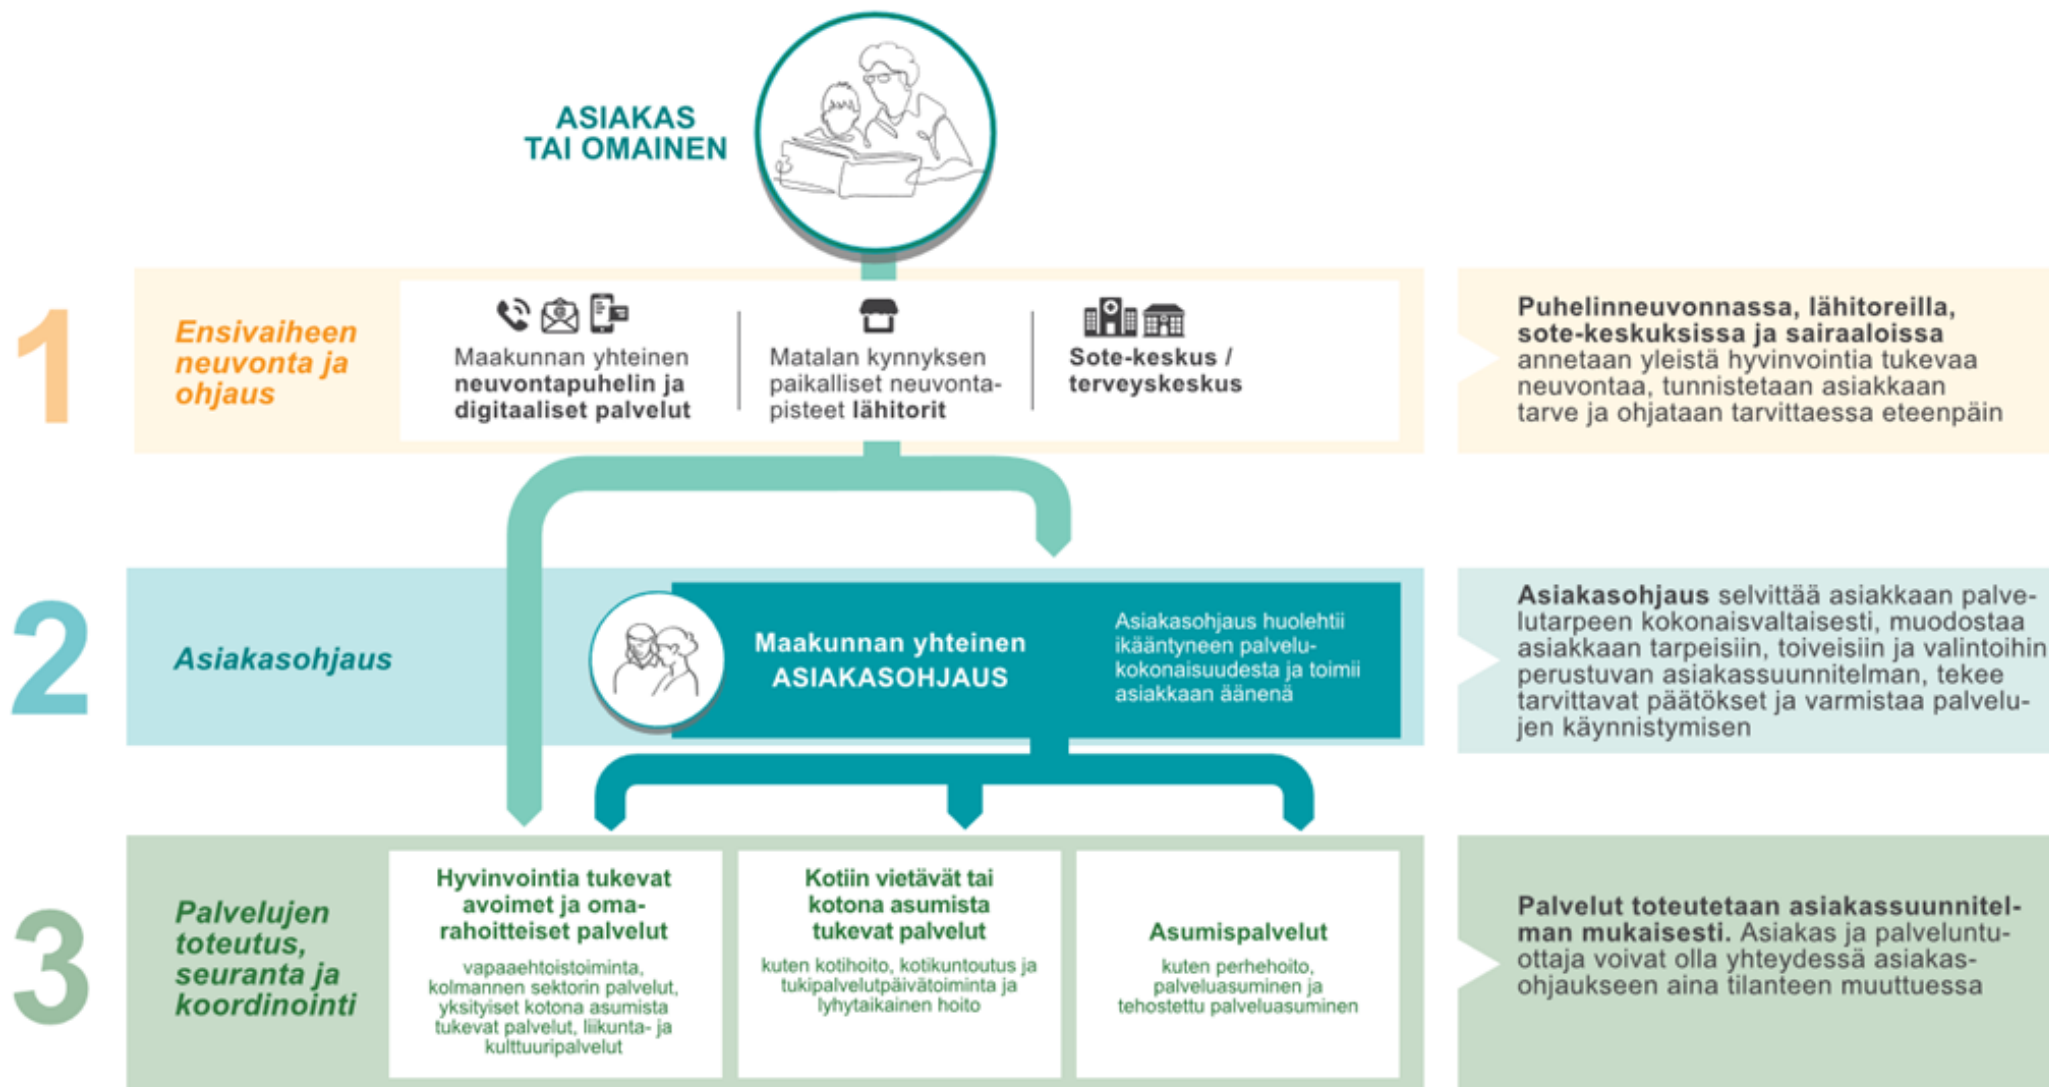 ASIAKAS
TAI OMAINEN
1
Ensivaiheen
neuvonta ja
ohjaus
Maakunnan yhteinen
neuvontapuhelin ja
digitaaliset palvelut
Matalan kynnyksen
paikalliset neuvonta-
pisteet lähitorit
Sote-keskus /
terveyskeskus
Puhelinneuvonnassa, lähitoreilla,
sote-keskuksissa ja sairaaloissa
annetaan yleistä hyvinvointia tukevaa
neuvontaa, tunnistetaan asiakkaan
tarve ja ohjataan tarvittaessa eteenpäin
2
Asiakasohjaus
Maakunnan yhteinen
ASIAKASOHJAUS
Asiakasohjaus huolehtii
ikääntyneen palvelu-
kokonaisuudesta ja toimii
asiakkaan äänenä
Asiakasohjaus selvittää asiakkaan palve-
lutarpeen kokonaisvaltaisesti, muodostaa
asiakkaan tarpeisiin, toiveisiin ja valintoihin
perustuvan asiakassuunnitelman, tekee
tarvittavat päätökset ja varmistaa palvelu-
jen käynnistymisen
3
Palvelujen
toteutus,
seuranta ja
koordinointi
Hyvinvointia tukevat
avoimet ja oma-
rahoitteiset palvelut
vapaaehtoistoiminta,
kolmannen sektorin palvelut,
yksityiset kotona asumista
tukevat palvelut, liikunta- ja
kulttuuripalvelut
Kotiin vietävät tai
kotona asumista
tukevat palvelut
kuten kotihoito, kotikuntoutus ja
tukipalvelutpäivätoiminta ja
lyhytaikainen hoito
Asumispalvelut
kuten perhehoito,
palveluasuminen ja
tehostettu palveluasuminen
Palvelut toteutetaan asiakassuunnitel-
man mukaisesti. Asiakas ja palveluntu-
ottaja voivat olla yhteydessä asiakas-
ohjaukseen aina tilanteen muuttuessa